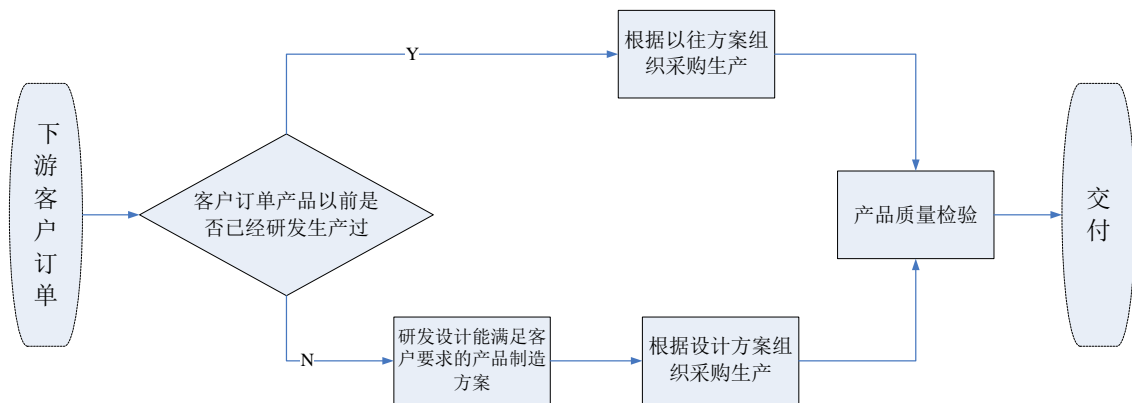 下游客户订单
客户订单产品以前是
否已经研发生产过
Y
根据以往方案组
织采购生产
N
研发设计能满足客
户要求的产品制造
方案
根据设计方案组
织采购生产
产品质量检验
交付